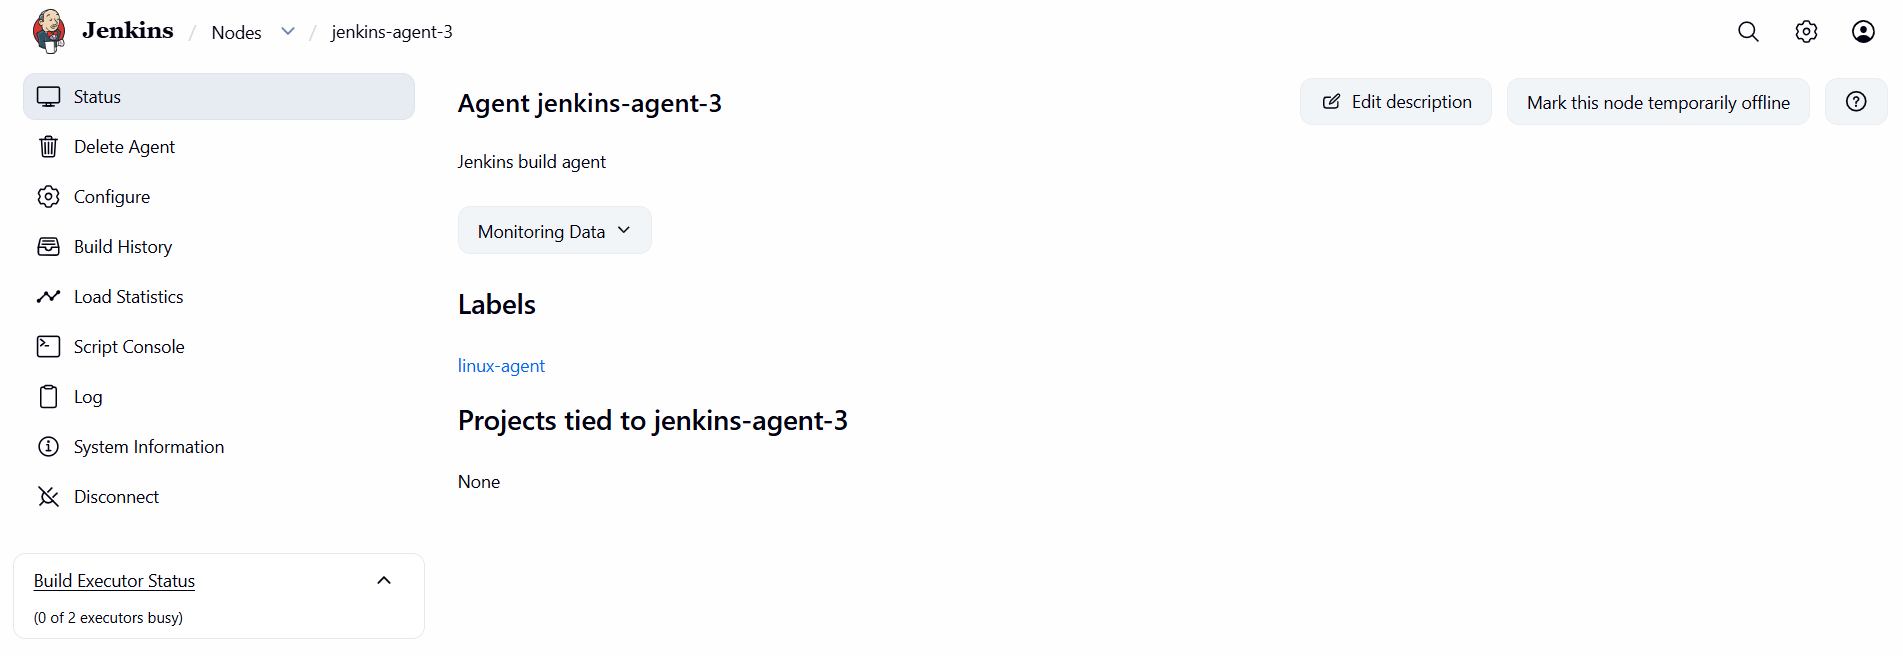 Jenkins / Nodes / jenkins-agent-3
Status
Delete Agent
Configure
Build History
Load Statistics
Script Console
Log
System Information
Disconnect
Build Executor Status
(0 of 2 executors busy)
Agent jenkins-agent-3
Edit description
Mark this node temporarily offline
Jenkins build agent
Monitoring Data
Labels
linux-agent
Projects tied to jenkins-agent-3
None